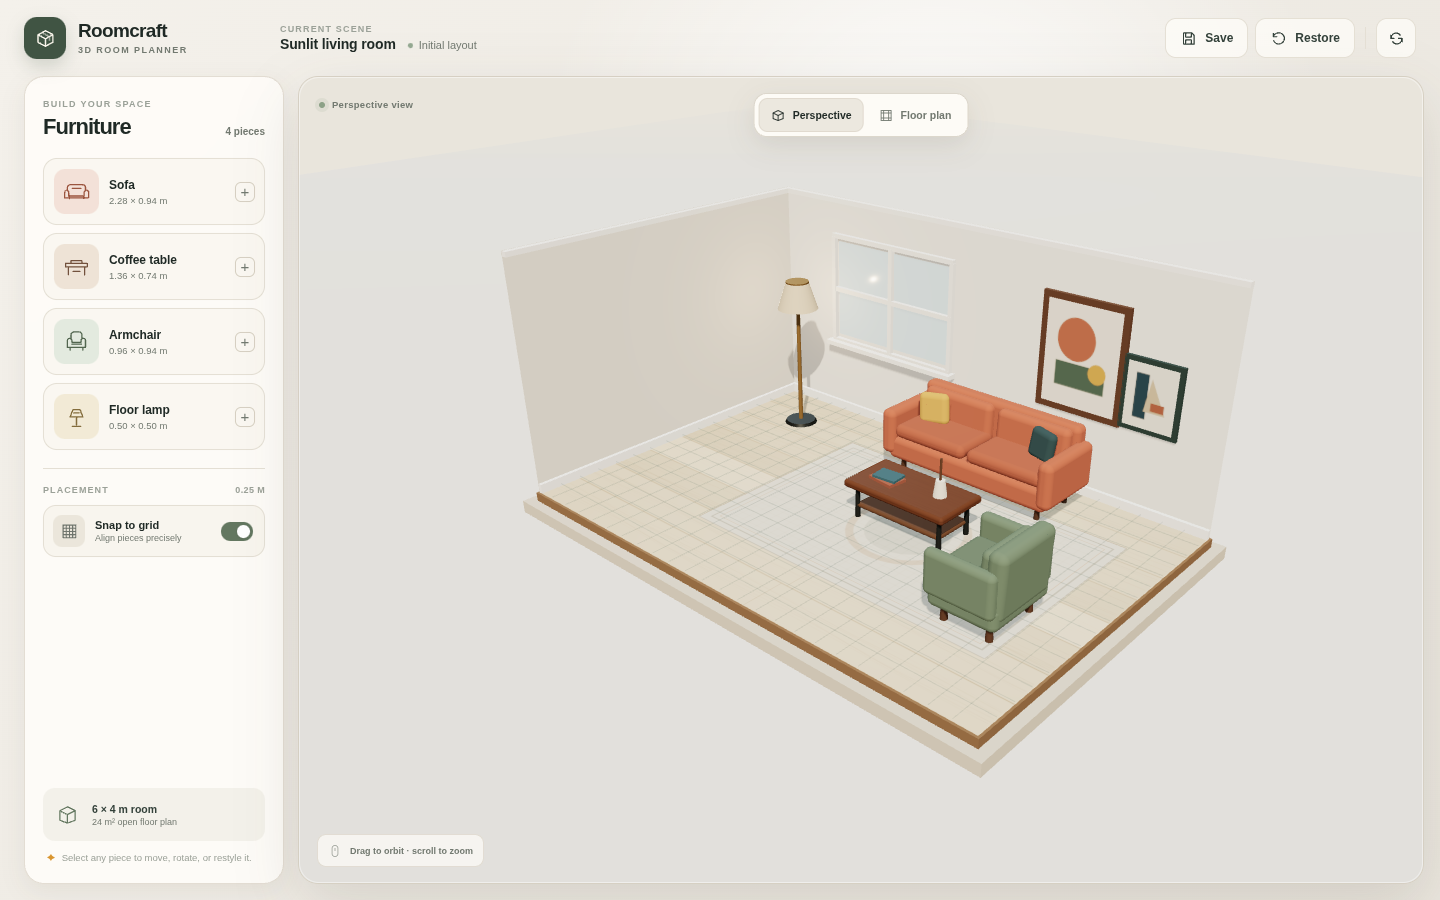 Roomcraft
3D ROOM PLANNER
CURRENT SCENE
Sunlit living room
Initial layout
Save
Restore
BUILD YOUR SPACE
Furniture
4 pieces
Sofa
2.28 × 0.94 m
Coffee table
1.36 × 0.74 m
Armchair
0.96 × 0.94 m
Floor lamp
0.50 × 0.50 m
PLACEMENT
0.25 M
Snap to grid
Align pieces precisely
6 × 4 m room
24 m² open floor plan
Select any piece to move, rotate, or restyle it.
Perspective view
Perspective
Floor plan
Drag to orbit · scroll to zoom